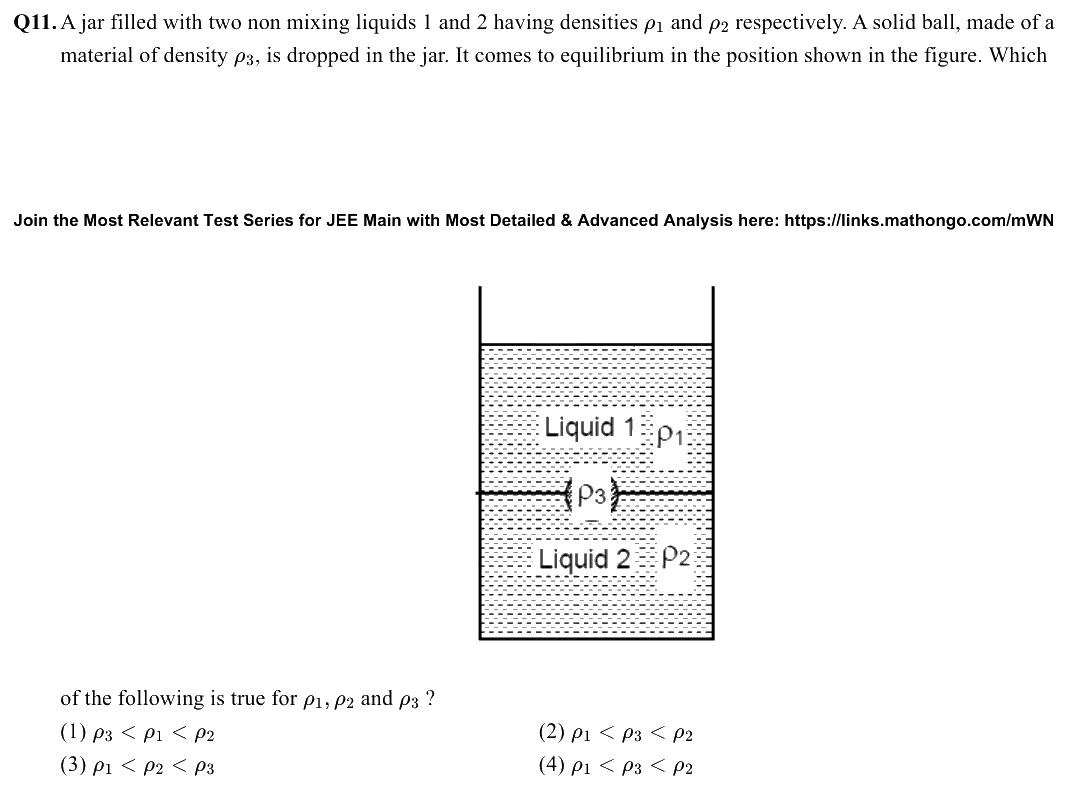 Q11. A jar filled with two non mixing liquids 1 and 2 having densities ρ₁ and ρ₂ respectively. A solid ball, made of a
material of density ρ₃, is dropped in the jar. It comes to equilibrium in the position shown in the figure. Which
Join the Most Relevant Test Series for JEE Main with Most Detailed & Advanced Analysis here: https://links.mathongo.com/mWN
Liquid 1 ρ₁
ρ₃
Liquid 2 ρ₂
of the following is true for ρ₁, ρ₂ and ρ₃ ?
(1) ρ₃ < ρ₁ < ρ₂ (2) ρ₁ < ρ₃ < ρ₂
(3) ρ₁ < ρ₂ < ρ₃ (4) ρ₁ < ρ₃ < ρ₂